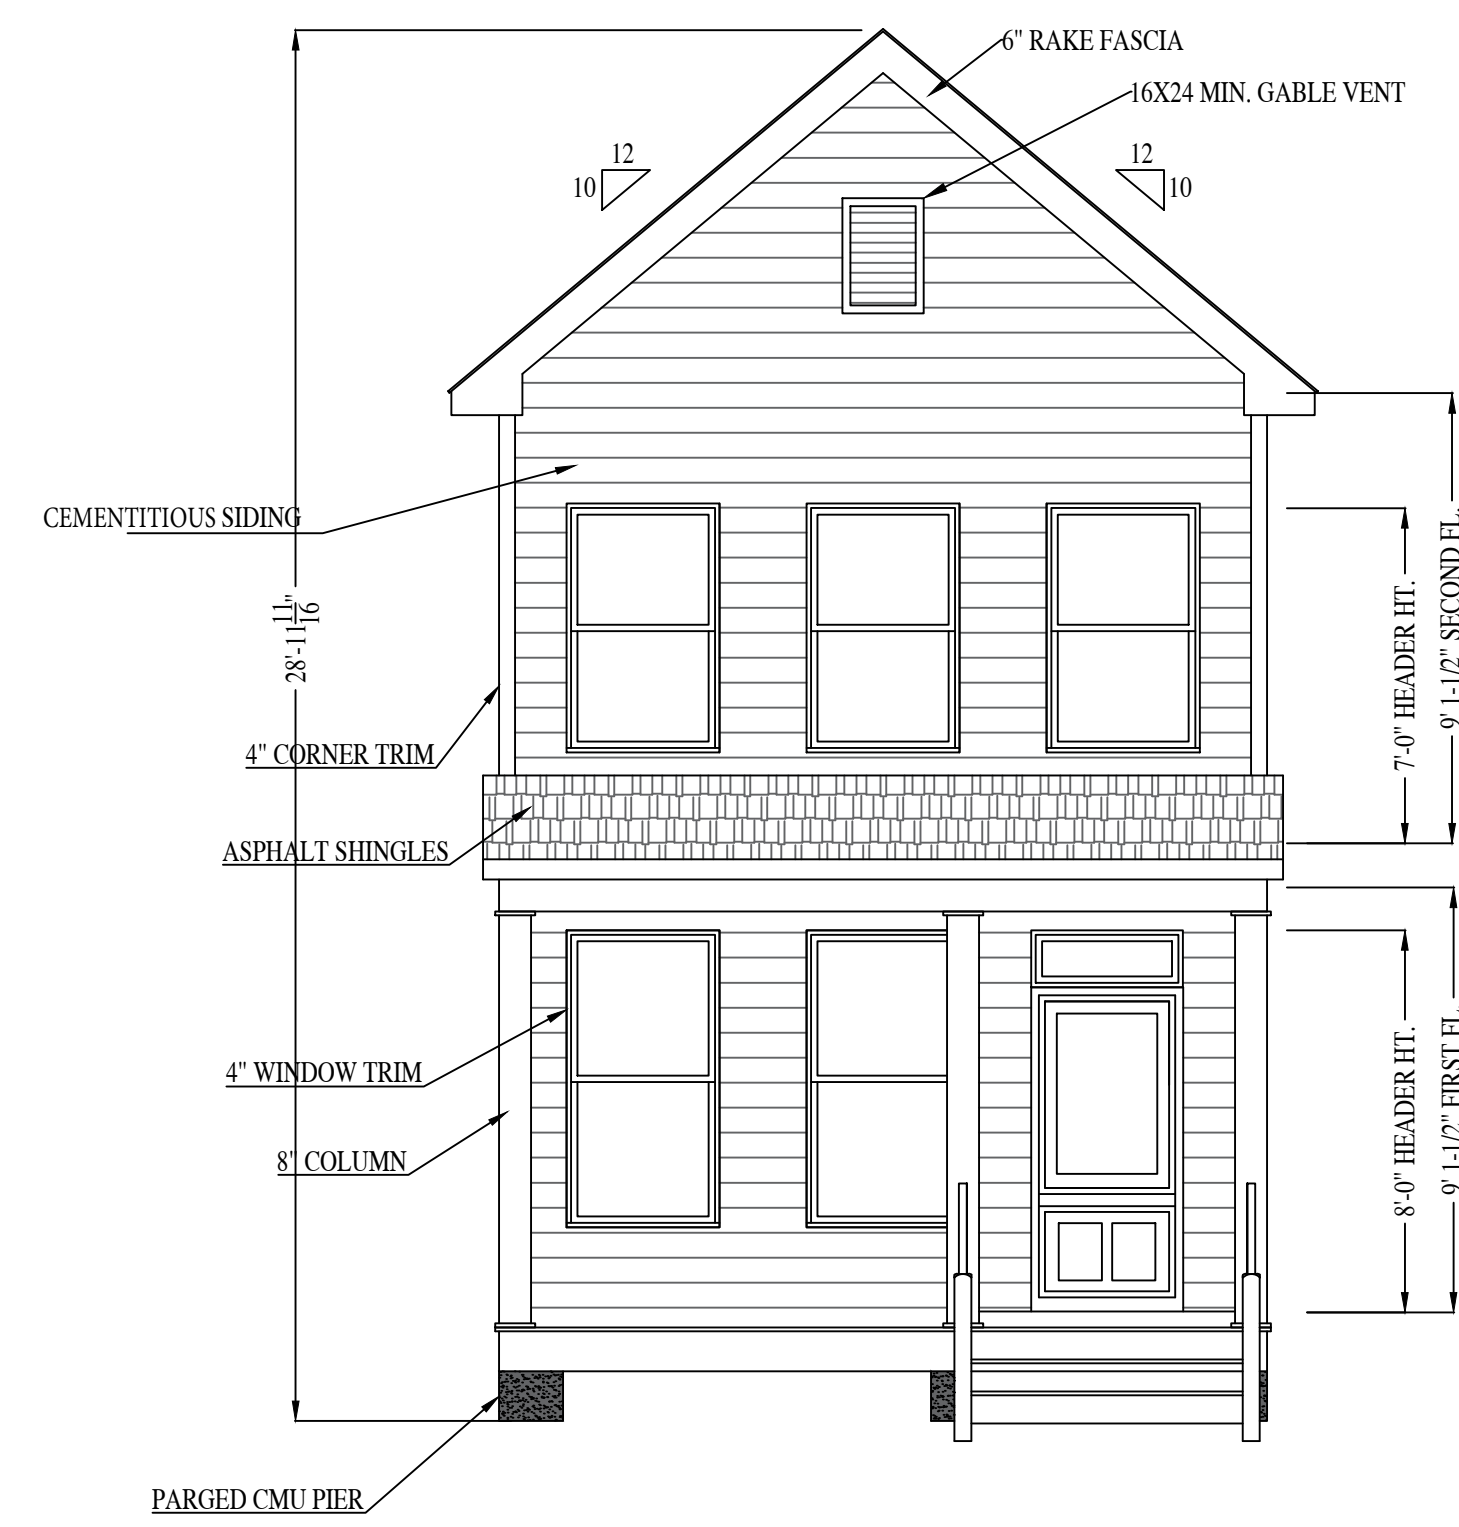 6" RAKE FASCIA
16X24 MIN. GABLE VENT
12
10
12
10
CEMENTITIOUS SIDING
28'-11 11/16"
4" CORNER TRIM
7'-0" HEADER HT.
9' 1-1/2" SECOND FL.
ASPHALT SHINGLES
4" WINDOW TRIM
8" COLUMN
8'-0" HEADER HT.
9' 1-1/2" FIRST FL.
PARGED CMU PIER